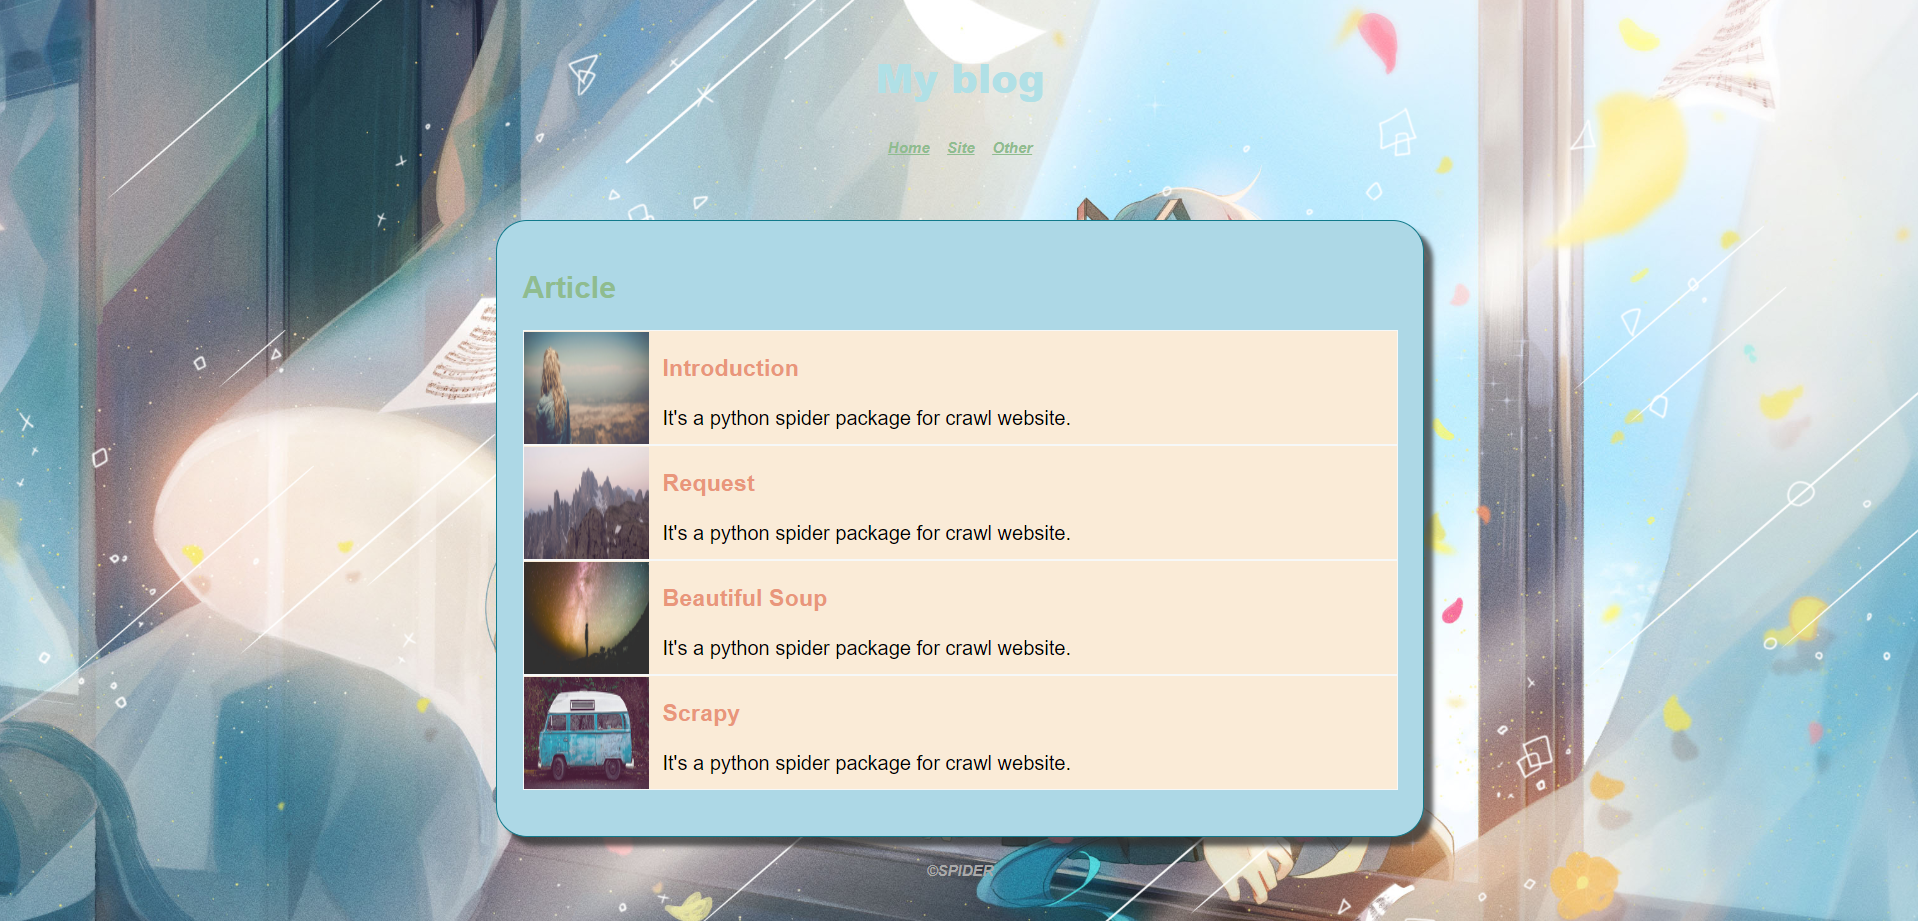 My blog
Home Site Other
Article
Introduction
It's a python spider package for crawl website.
Request
It's a python spider package for crawl website.
Beautiful Soup
It's a python spider package for crawl website.
Scrapy
It's a python spider package for crawl website.
©SPIDER